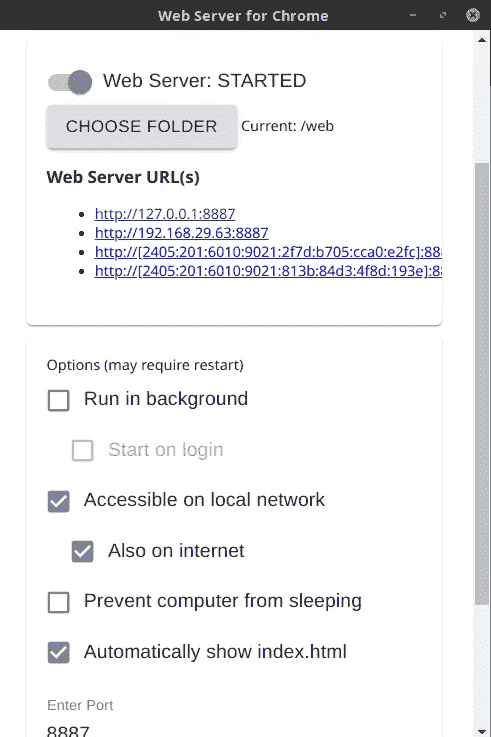 Web Server for Chrome
Web Server: STARTED
CHOOSE FOLDER Current: /web
Web Server URL(s)
http://127.0.0.1:8887
http://192.168.29.63:8887
http://[2405:201:6010:9021:2f7d:b705:cca0:e2fc]:88
http://[2405:201:6010:9021:813b:84d3:4f8d:193e]:88
Options (may require restart)
Run in background
Start on login
Accessible on local network
Also on internet
Prevent computer from sleeping
Automatically show index.html
Enter Port
8887